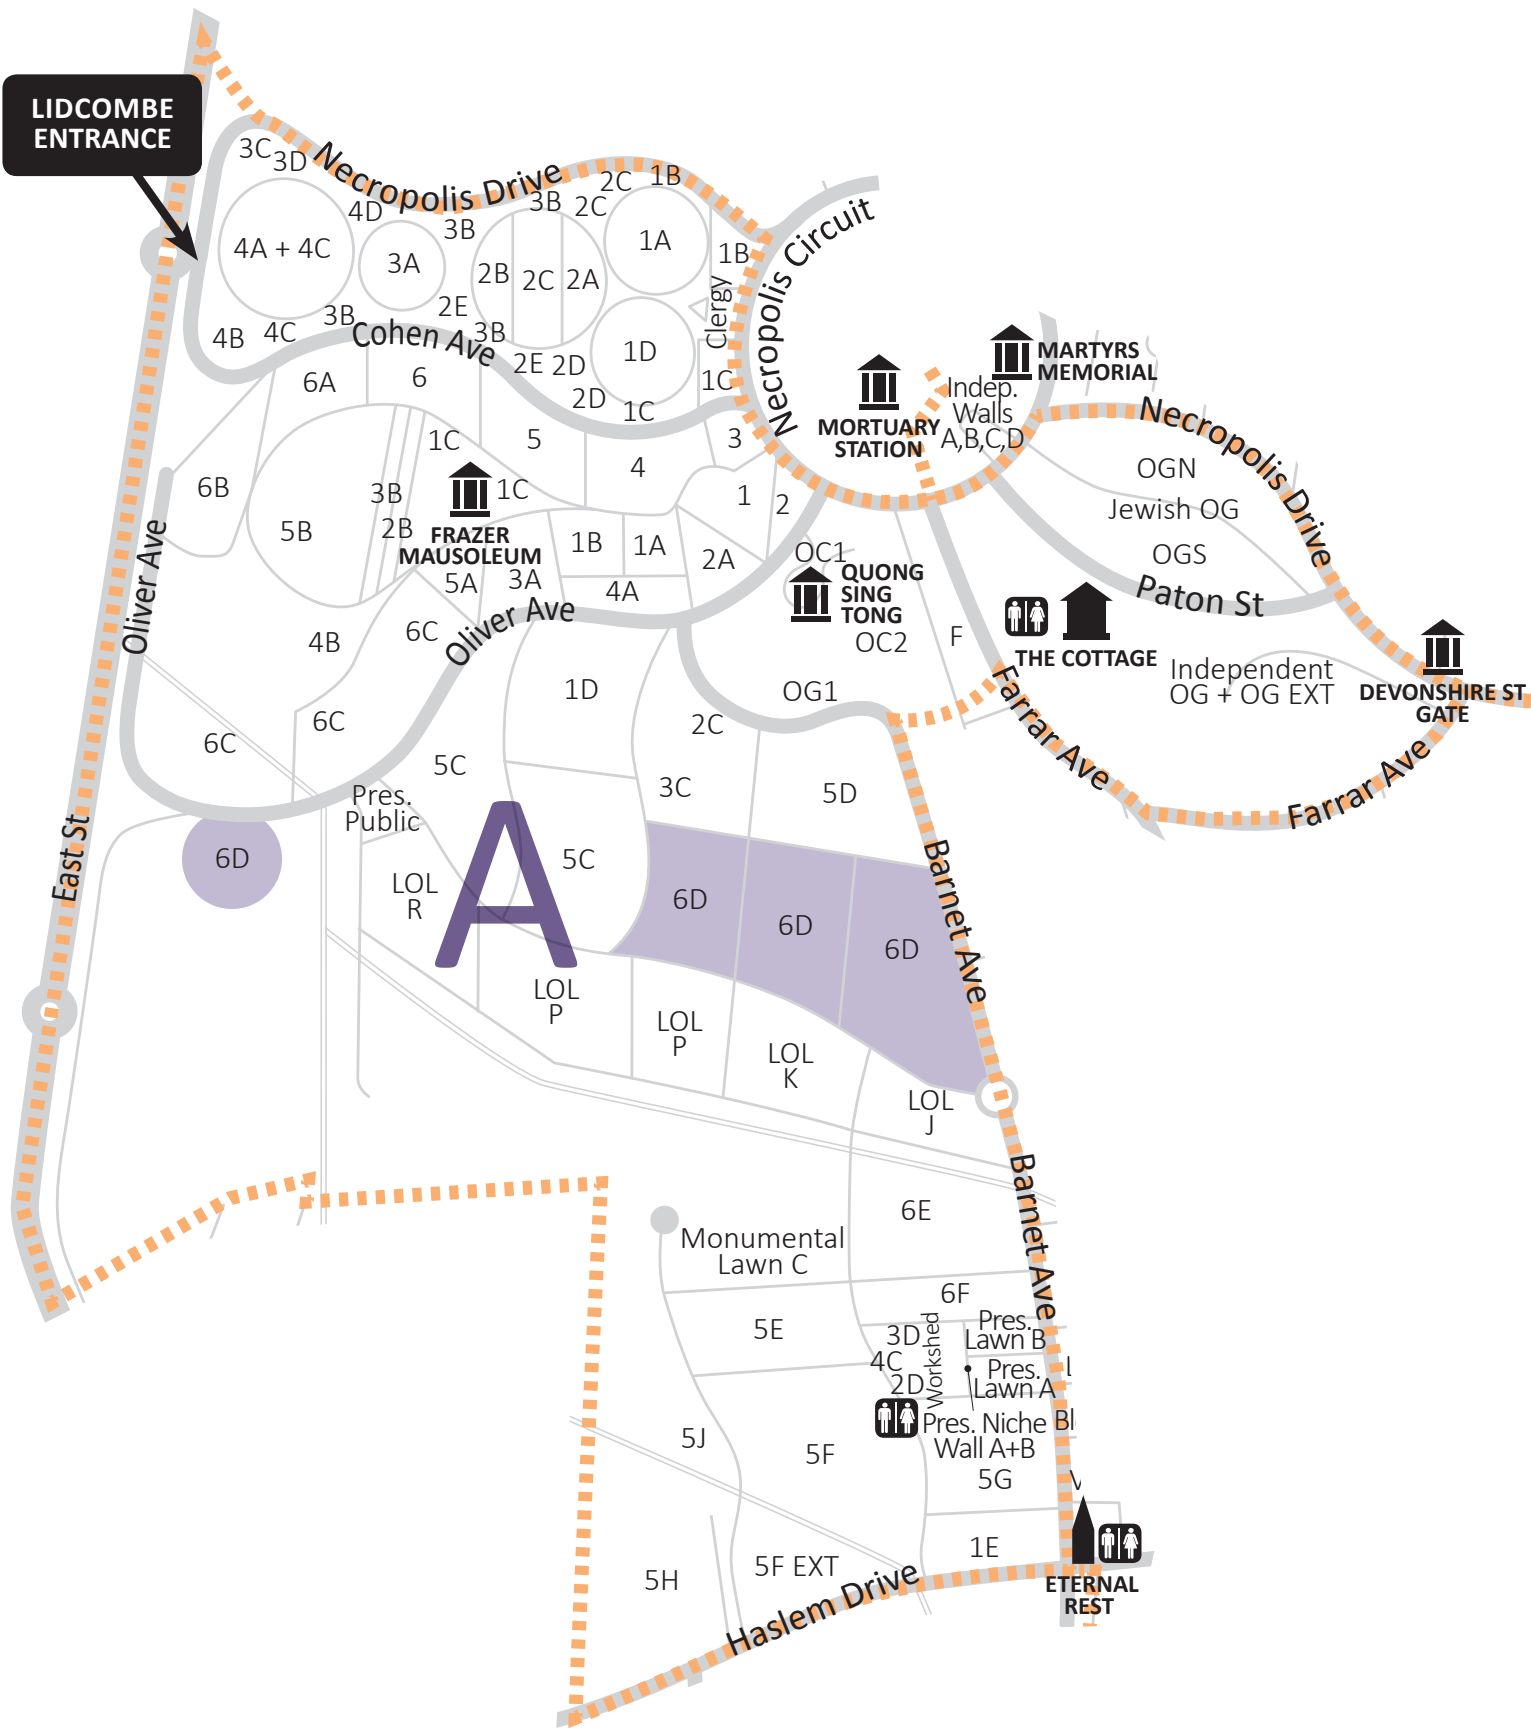 LIDCOMBE
ENTRANCE
Necropolis Drive
3C
3D
4D
3B
3B
2C
2C
1B
4A + 4C
3A
2B
2C
2A
1A
1B
Clergy
Necropolis Circuit
4B
4C
3B
2E
3B
Cohen Ave
2E
2D
1D
2D
1C
1C
MARTYRS
MEMORIAL
MORTUARY
STATION
Indep.
Walls
A,B,C,D
Necropolis Drive
6A
6
1C
5
4
3
6B
5B
3B
2B
1C
FRAZER
MAUSOLEUM
1
2
1B
1A
2A
5A
3A
4A
OC1
QUONG
SING
TONG
OC2
F
OGN
Jewish OG
OGS
Paton St
THE COTTAGE
Independent
OG + OG EXT
DEVONSHIRE ST
GATE
Oliver Ave
Oliver Ave
4B
6C
6C
6C
1D
2C
OG1
Farrar Ave
Farrar Ave
5C
3C
5D
Pres.
Public
East St
6D
A
5C
LOL
R
6D
6D
6D
Barnet Ave
LOL
P
LOL
P
LOL
K
LOL
J
Barnet Ave
6E
Monumental
Lawn C
6F
5E
3D
4C
2D
Workshed
Pres.
Lawn B
Pres.
Lawn A
Pres. Niche
Wall A+B
Bl
5J
5F
5G
1E
5H
5F EXT
Haslem Drive
ETERNAL
REST